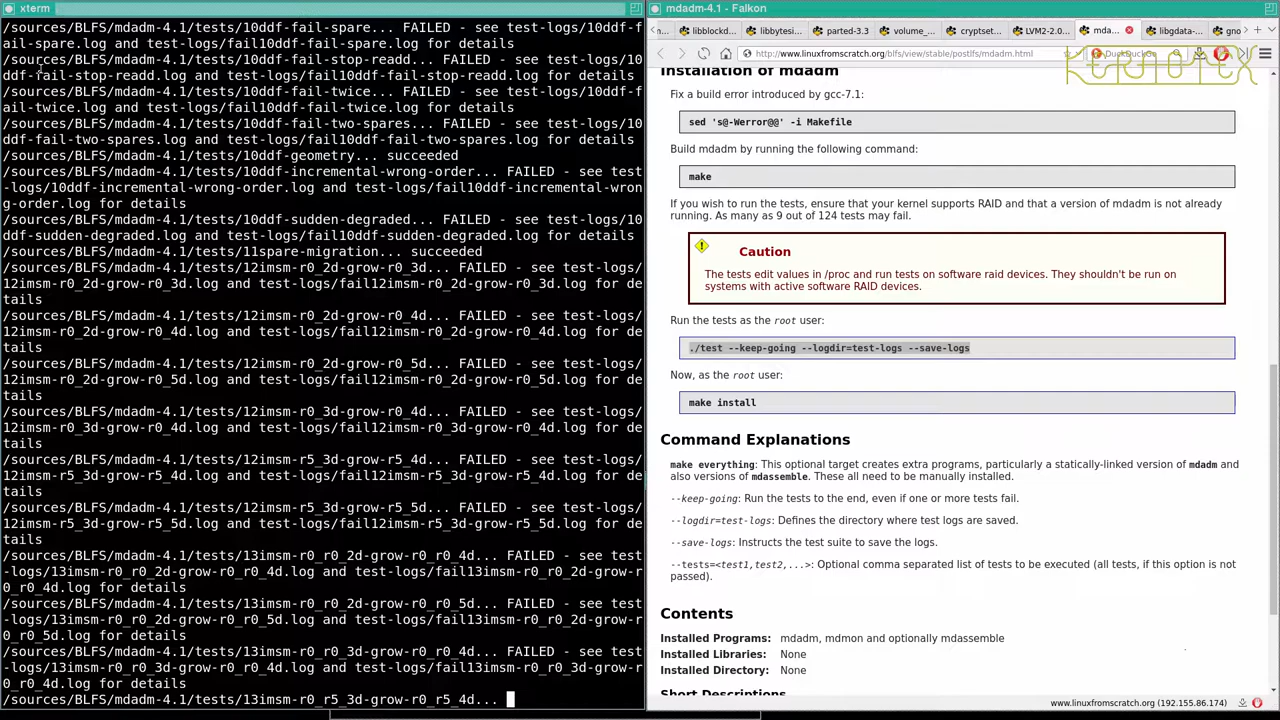 xterm
/sources/BLFS/mdadm-4.1/tests/10ddf-fail-spare... FAILED - see test-logs/10ddf-f
ail-spare.log and test-logs/fail10ddf-fail-spare.log for details
/sources/BLFS/mdadm-4.1/tests/10ddf-fail-stop-readd... FAILED - see test-logs/10
ddf-fail-stop-readd.log and test-logs/fail10ddf-fail-stop-readd.log for details
/sources/BLFS/mdadm-4.1/tests/10ddf-fail-twice... FAILED - see test-logs/10ddf-f
ail-twice.log and test-logs/fail10ddf-fail-twice.log for details
/sources/BLFS/mdadm-4.1/tests/10ddf-fail-two-spares... FAILED - see test-logs/10
ddf-fail-two-spares.log and test-logs/fail10ddf-fail-two-spares.log for details
/sources/BLFS/mdadm-4.1/tests/10ddf-geometry... succeeded
/sources/BLFS/mdadm-4.1/tests/10ddf-incremental-wrong-order... FAILED - see test
-logs/10ddf-incremental-wrong-order.log and test-logs/fail10ddf-incremental-wron
g-order.log for details
/sources/BLFS/mdadm-4.1/tests/10ddf-sudden-degraded... FAILED - see test-logs/10
ddf-sudden-degraded.log and test-logs/fail10ddf-sudden-degraded.log for details
/sources/BLFS/mdadm-4.1/tests/11spare-migration... succeeded
/sources/BLFS/mdadm-4.1/tests/12imsm-r0_2d-grow-r0_3d... FAILED - see test-logs/
12imsm-r0_2d-grow-r0_3d.log and test-logs/fail12imsm-r0_2d-grow-r0_3d.log for de
tails
/sources/BLFS/mdadm-4.1/tests/12imsm-r0_2d-grow-r0_4d... FAILED - see test-logs/
12imsm-r0_2d-grow-r0_4d.log and test-logs/fail12imsm-r0_2d-grow-r0_4d.log for de
tails
/sources/BLFS/mdadm-4.1/tests/12imsm-r0_2d-grow-r0_5d... FAILED - see test-logs/
12imsm-r0_2d-grow-r0_5d.log and test-logs/fail12imsm-r0_2d-grow-r0_5d.log for de
tails
/sources/BLFS/mdadm-4.1/tests/12imsm-r0_3d-grow-r0_4d... FAILED - see test-logs/
12imsm-r0_3d-grow-r0_4d.log and test-logs/fail12imsm-r0_3d-grow-r0_4d.log for de
tails
/sources/BLFS/mdadm-4.1/tests/12imsm-r5_3d-grow-r5_4d... FAILED - see test-logs/
12imsm-r5_3d-grow-r5_4d.log and test-logs/fail12imsm-r5_3d-grow-r5_4d.log for de
tails
/sources/BLFS/mdadm-4.1/tests/12imsm-r5_3d-grow-r5_5d... FAILED - see test-logs/
12imsm-r5_3d-grow-r5_5d.log and test-logs/fail12imsm-r5_3d-grow-r5_5d.log for de
tails
/sources/BLFS/mdadm-4.1/tests/13imsm-r0_r0_2d-grow-r0_r0_4d... FAILED - see test
-logs/13imsm-r0_r0_2d-grow-r0_r0_4d.log and test-logs/fail13imsm-r0_r0_2d-grow-r
0_r0_4d.log for details
/sources/BLFS/mdadm-4.1/tests/13imsm-r0_r0_2d-grow-r0_r0_5d... FAILED - see test
-logs/13imsm-r0_r0_2d-grow-r0_r0_5d.log and test-logs/fail13imsm-r0_r0_2d-grow-r
0_r0_5d.log for details
/sources/BLFS/mdadm-4.1/tests/13imsm-r0_r0_3d-grow-r0_r0_4d... FAILED - see test
-logs/13imsm-r0_r0_3d-grow-r0_r0_4d.log and test-logs/fail13imsm-r0_r0_3d-grow-r
0_r0_4d.log for details
/sources/BLFS/mdadm-4.1/tests/13imsm-r0_r5_3d-grow-r0_r5_4d...
mdadm-4.1 - Falkon
libblockd libbytesi parted-3.3 volume_ cryptset LVM2-2.0. mda... libgdata- gno
http://www.linuxfromscratch.org/blfs/view/stable/postlfs/mdadm.html
DuckDuckGo
KERNOTEX
Installation of mdadm
Fix a build error introduced by gcc-7.1:
sed 's@-Werror@@' -i Makefile
Build mdadm by running the following command:
make
If you wish to run the tests, ensure that your kernel supports RAID and that a version of mdadm is not already
running. As many as 9 out of 124 tests may fail.
Caution
The tests edit values in /proc and run tests on software raid devices. They shouldn't be run on
systems with active software RAID devices.
Run the tests as the root user:
./test --keep-going --logdir=test-logs --save-logs
Now, as the root user:
make install
Command Explanations
make everything: This optional target creates extra programs, particularly a statically-linked version of mdadm and
also versions of mdassemble. These all need to be manually installed.
--keep-going: Run the tests to the end, even if one or more tests fail.
--logdir=test-logs: Defines the directory where test logs are saved.
--save-logs: Instructs the test suite to save the logs.
--tests=<test1,test2,...>: Optional comma separated list of tests to be executed (all tests, if this option is not
passed).
Contents
Installed Programs: mdadm, mdmon and optionally mdassemble
Installed Libraries: None
Installed Directory: None
Short Descriptions
www.linuxfromscratch.org (192.155.86.174)